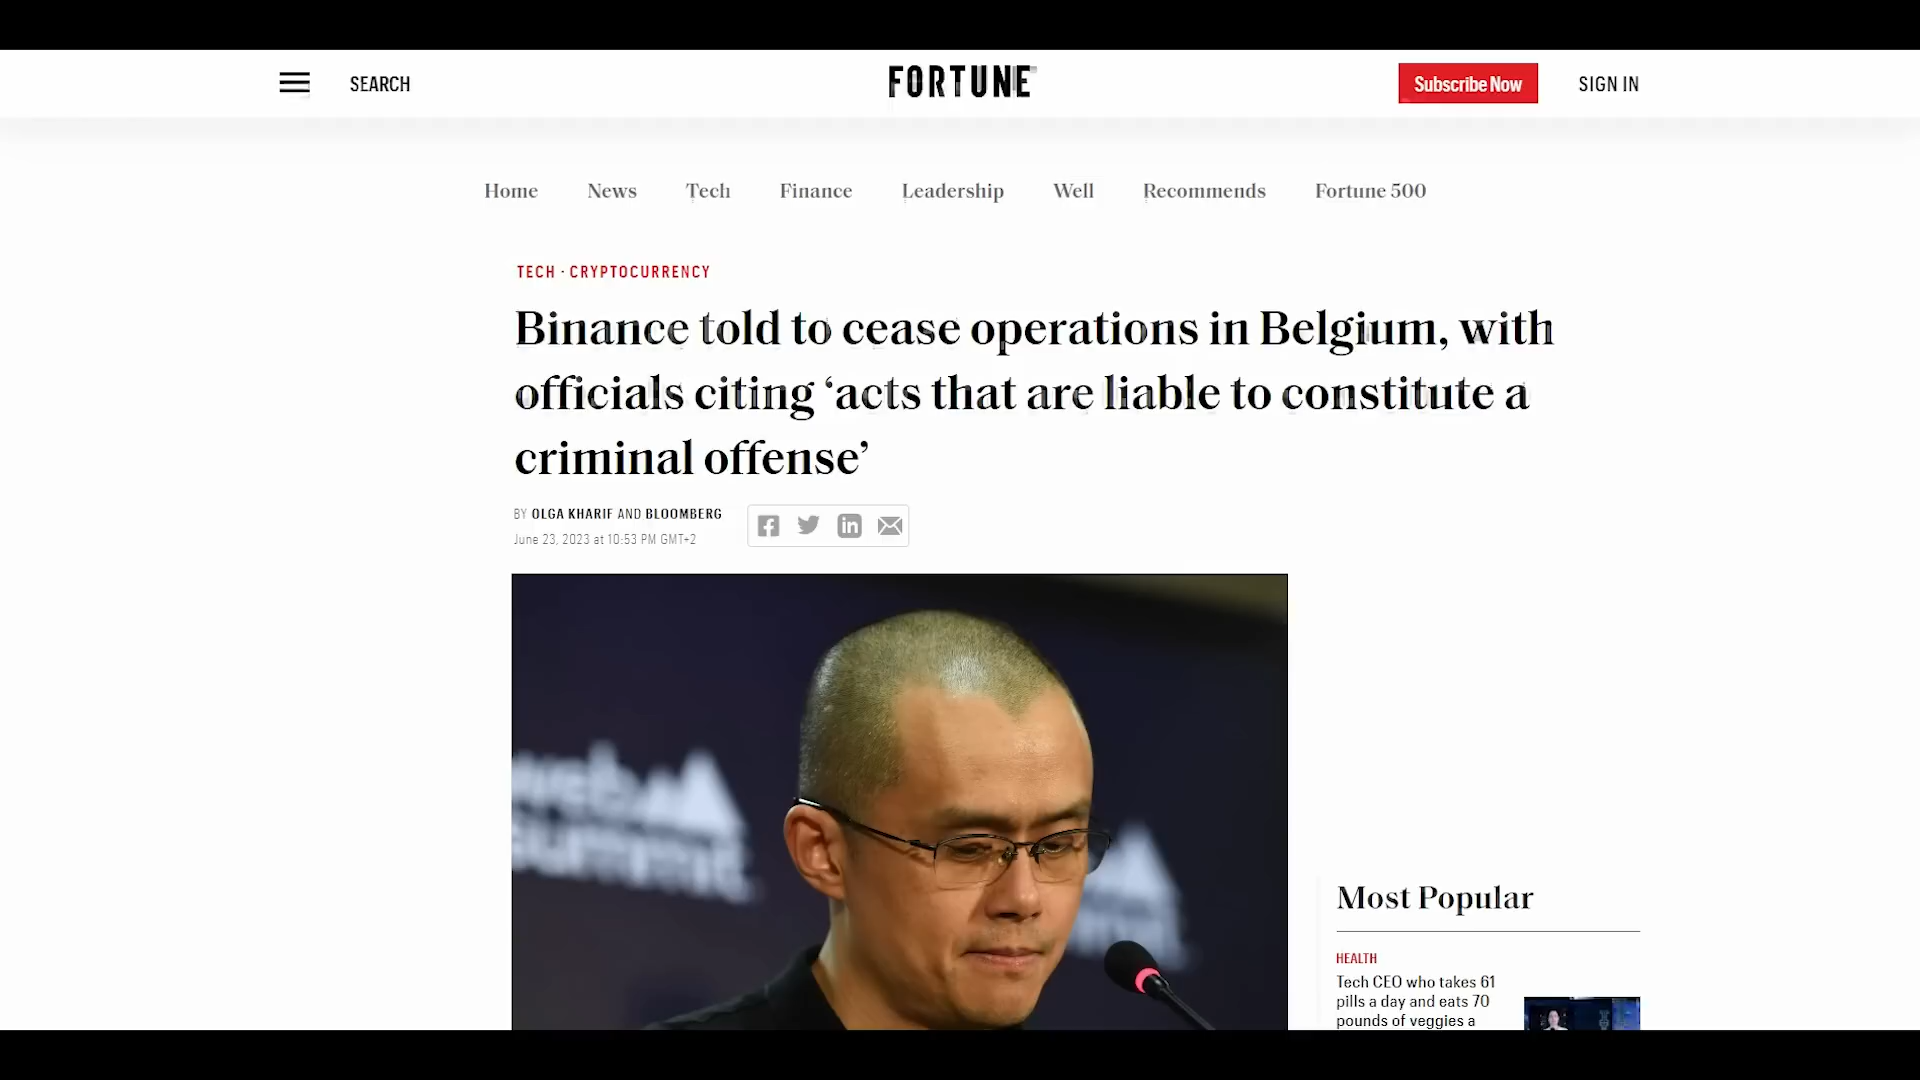 SEARCH
FORTUNE
Subscribe Now
SIGN IN
Home News Tech Finance Leadership Well Recommends Fortune 500
TECH · CRYPTOCURRENCY
Binance told to cease operations in Belgium, with
officials citing ‘acts that are liable to constitute a
criminal offense’
BY OLGA KHARIF AND BLOOMBERG
June 23, 2023 at 10:53 PM GMT+2
web
summit
Most Popular
HEALTH
Tech CEO who takes 61
pills a day and eats 70
pounds of veggies a